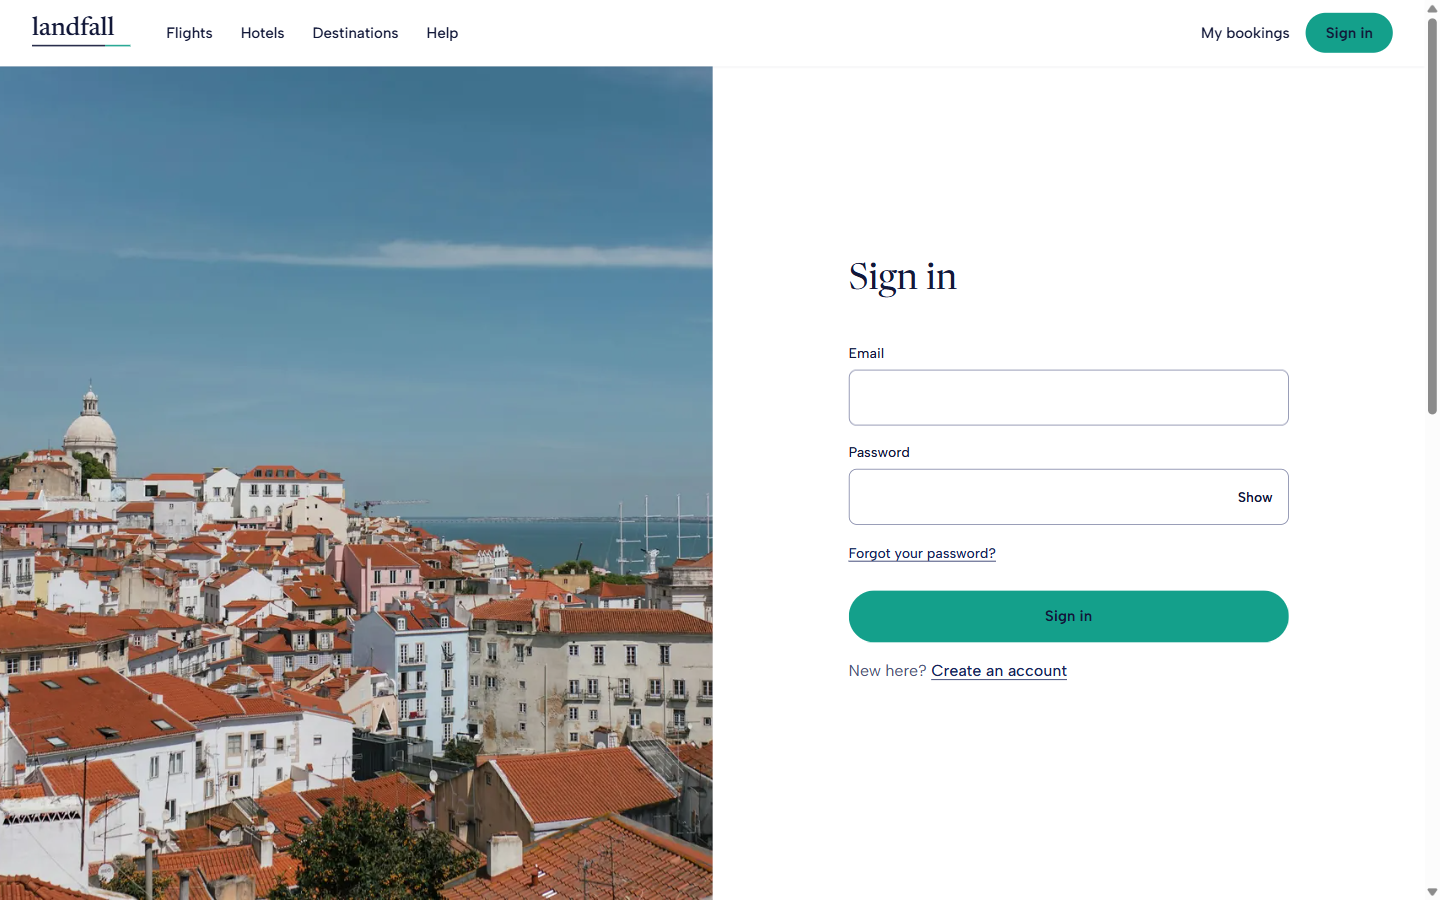 landfall
Flights
Hotels
Destinations
Help
My bookings
Sign in
Sign in
Email
Password
Show
Forgot your password?
Sign in
New here? Create an account